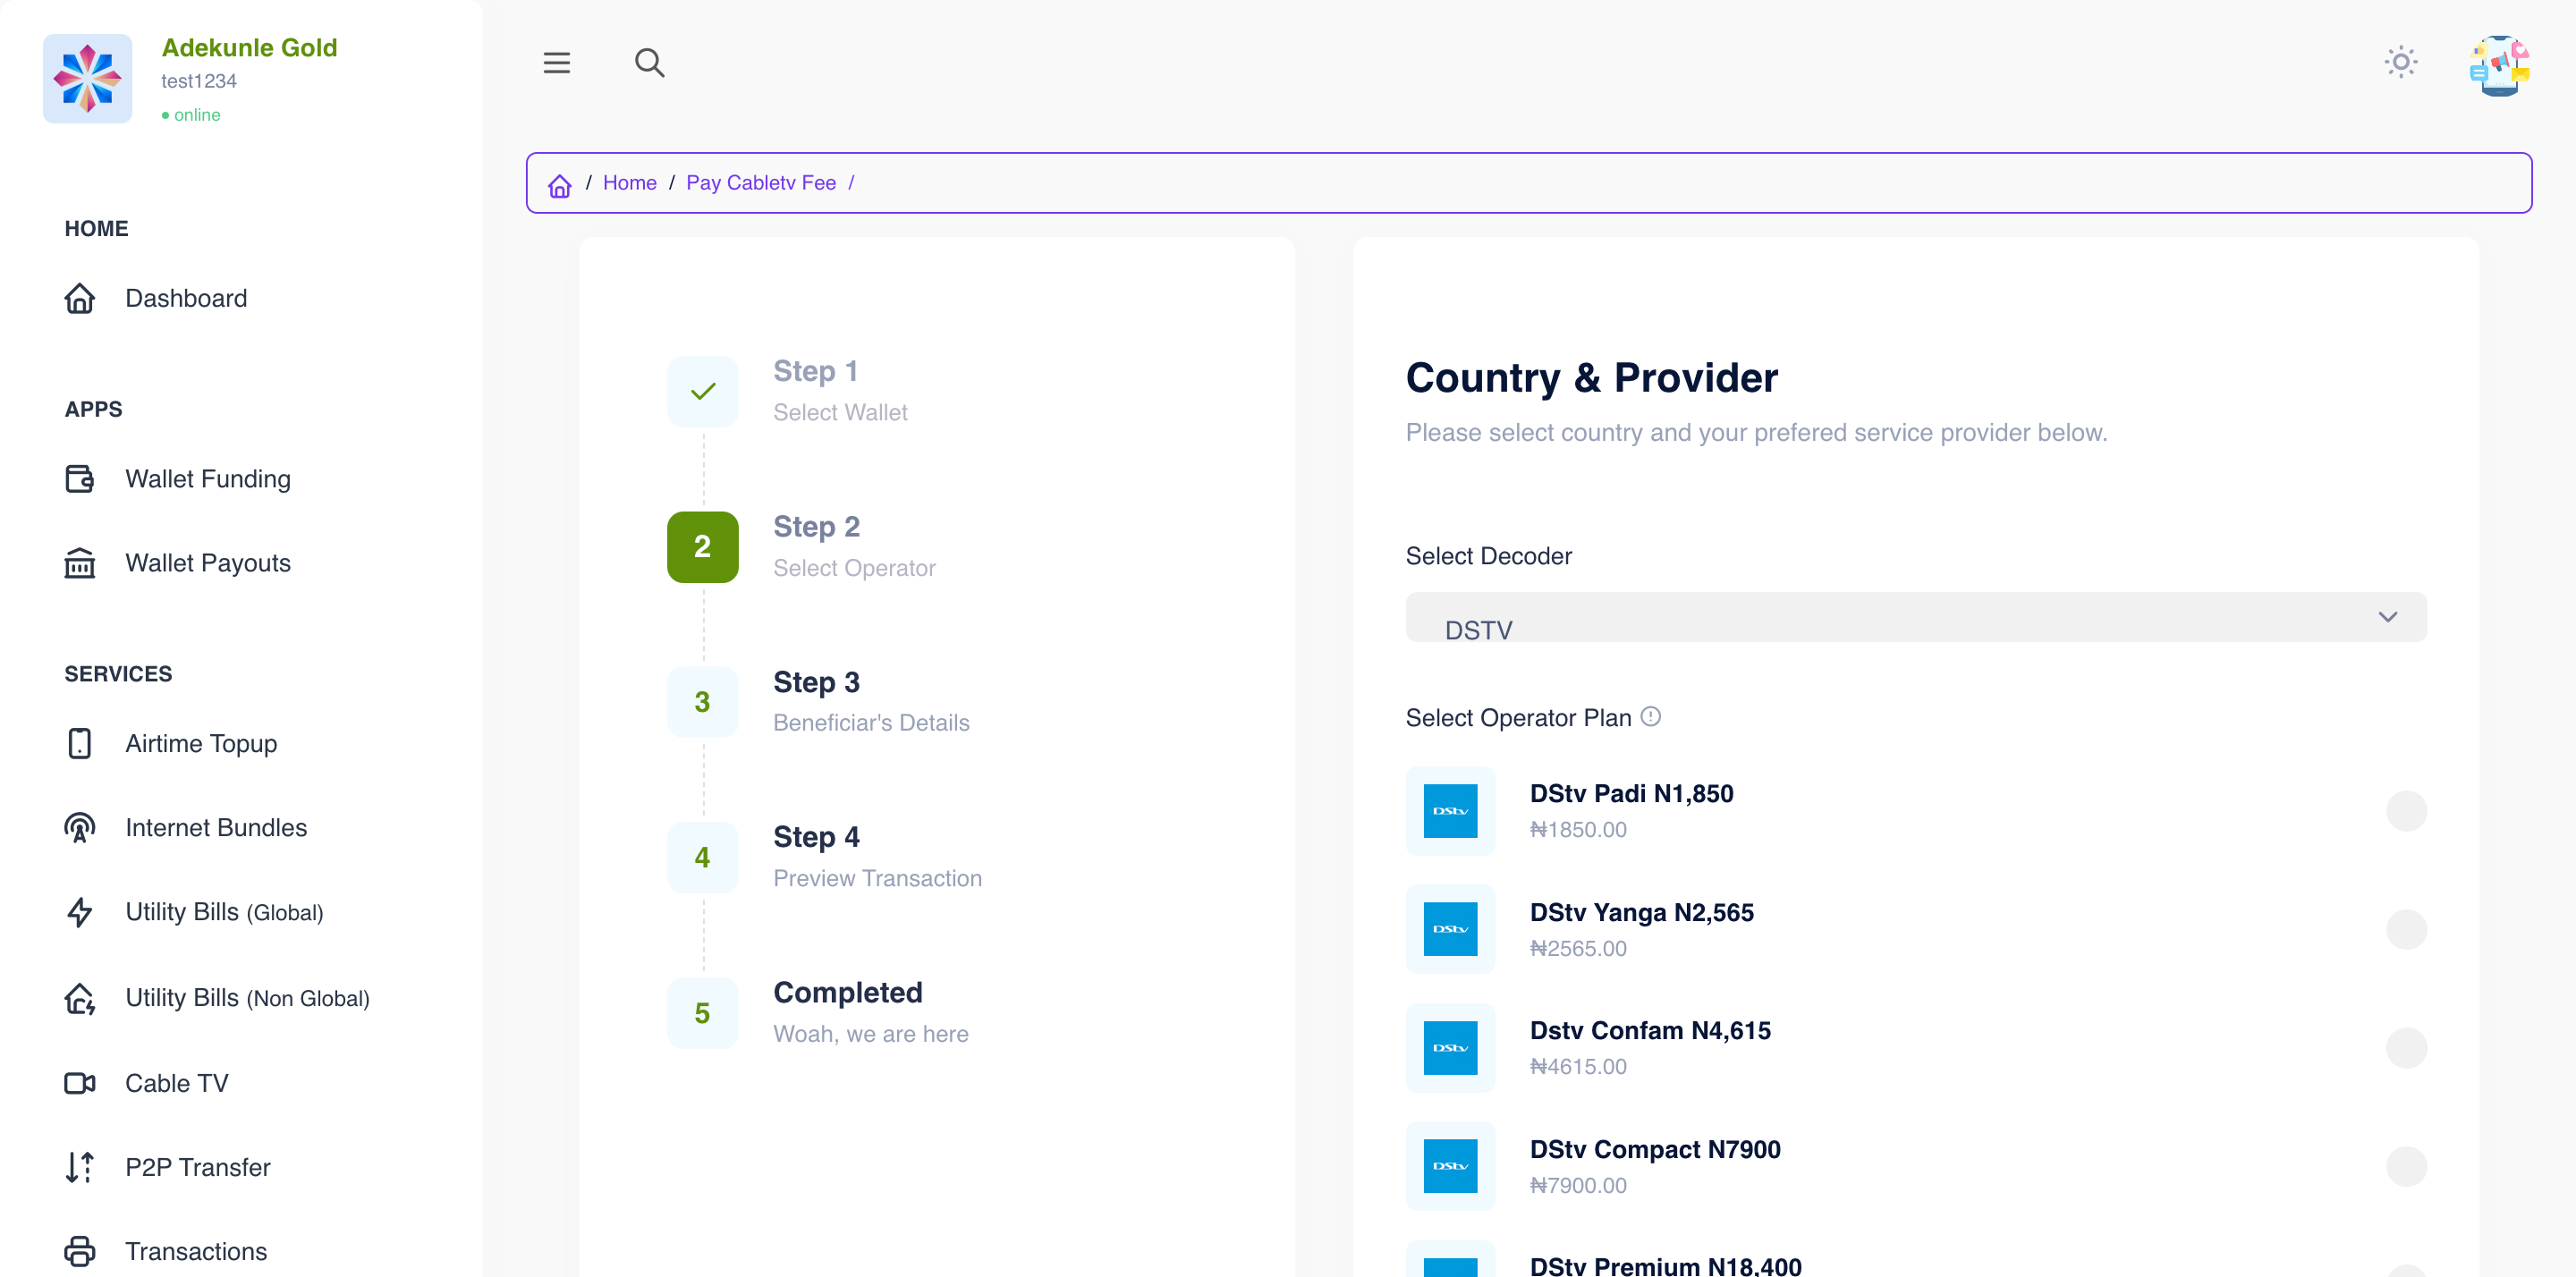 Adekunle Gold
test1234
online
HOME
Dashboard
APPS
Wallet Funding
Wallet Payouts
SERVICES
Airtime Topup
Internet Bundles
Utility Bills (Global)
Utility Bills (Non Global)
Cable TV
P2P Transfer
Transactions
/ Home / Pay Cabletv Fee /
Step 1
Select Wallet
2
Step 2
Select Operator
3
Step 3
Beneficiar's Details
4
Step 4
Preview Transaction
5
Completed
Woah, we are here
Country & Provider
Please select country and your prefered service provider below.
Select Decoder
DSTV
Select Operator Plan
DStv
DStv Padi N1,850
₦1850.00
DStv
DStv Yanga N2,565
₦2565.00
DStv
Dstv Confam N4,615
₦4615.00
DStv
DStv Compact N7900
₦7900.00
DStv Premium N18,400